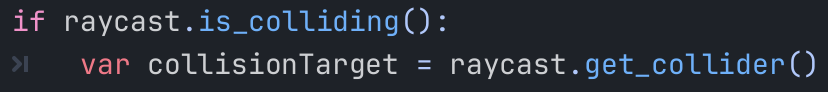 if raycast.is_colliding():
    var collisionTarget = raycast.get_collider()